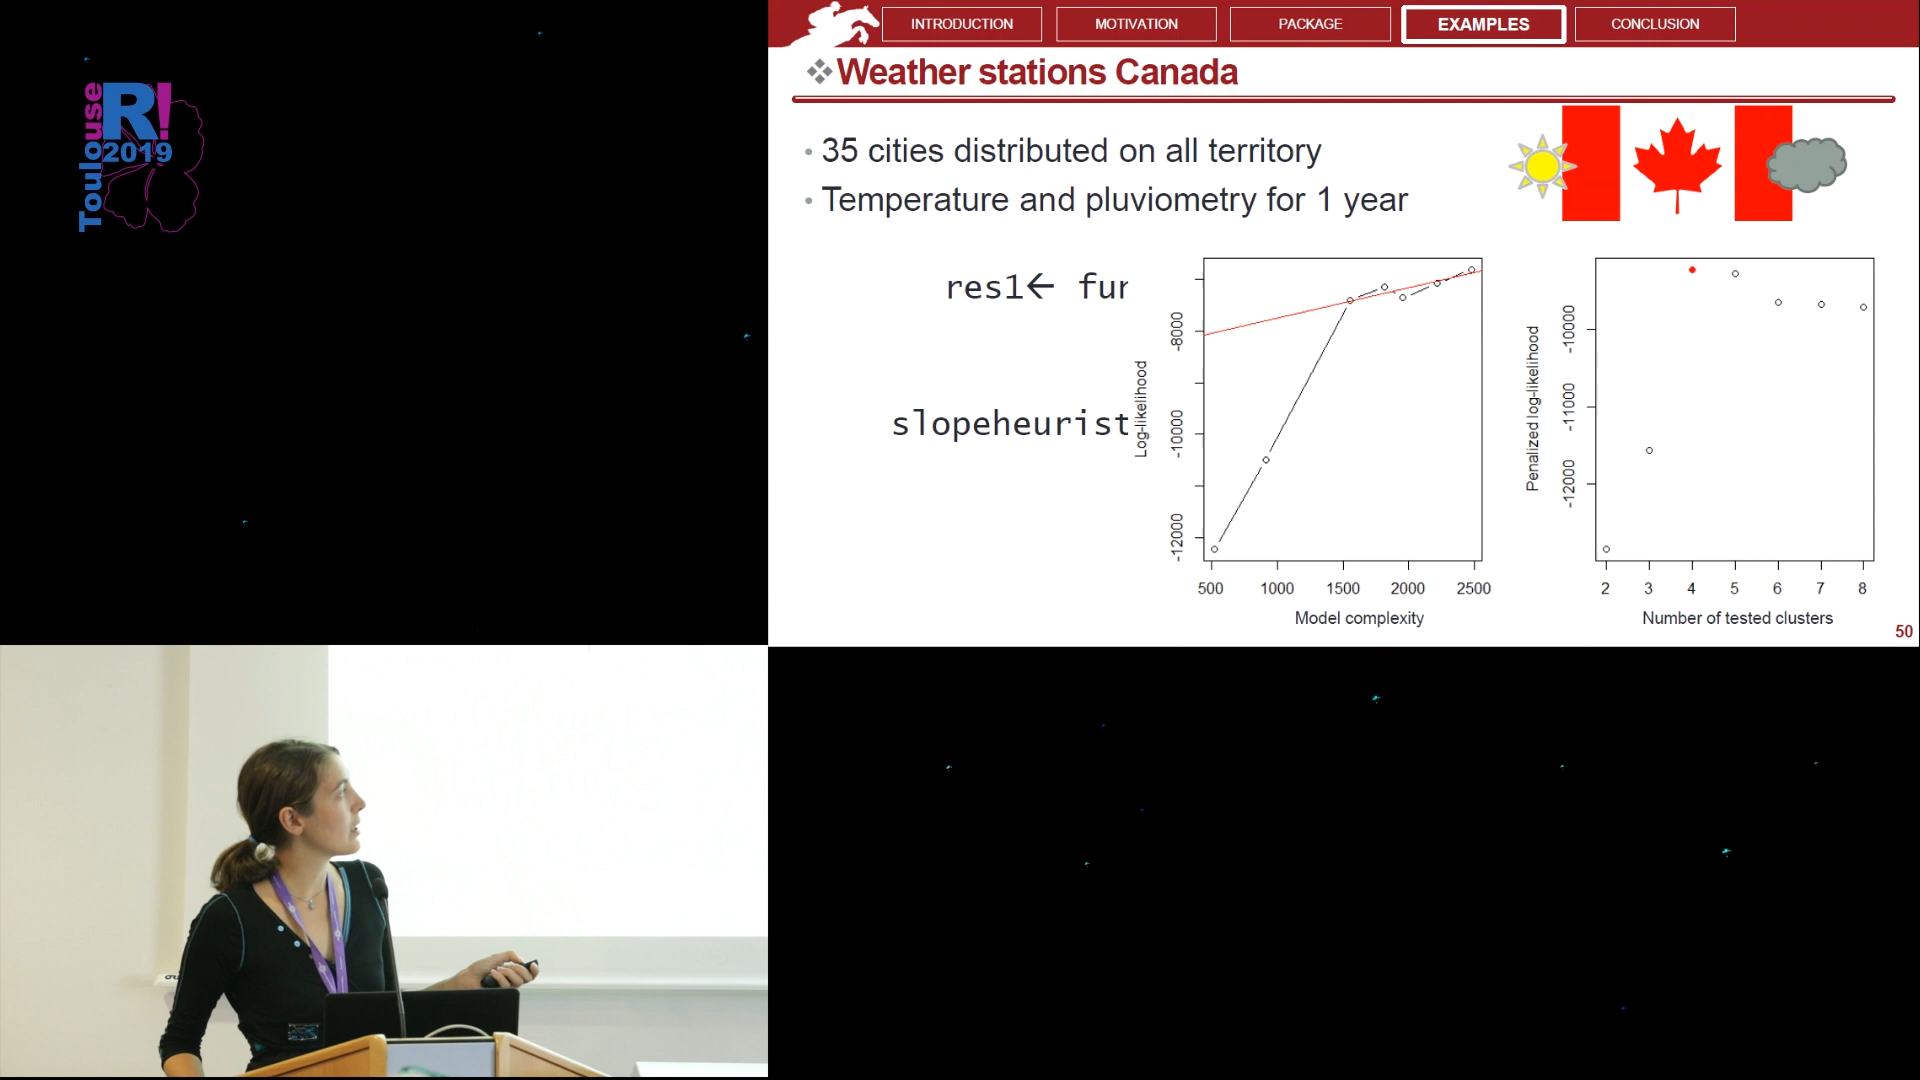 Toulouse
R!
2019
INTRODUCTION
MOTIVATION
PACKAGE
EXAMPLES
CONCLUSION
Weather stations Canada
• 35 cities distributed on all territory
• Temperature and pluviometry for 1 year
res1← fun
slopeheurist
Log-likelihood
-8000
-10000
-12000
500 1000 1500 2000 2500
Model complexity
Penalized log-likelihood
-10000
-11000
-12000
2 3 4 5 6 7 8
Number of tested clusters
50